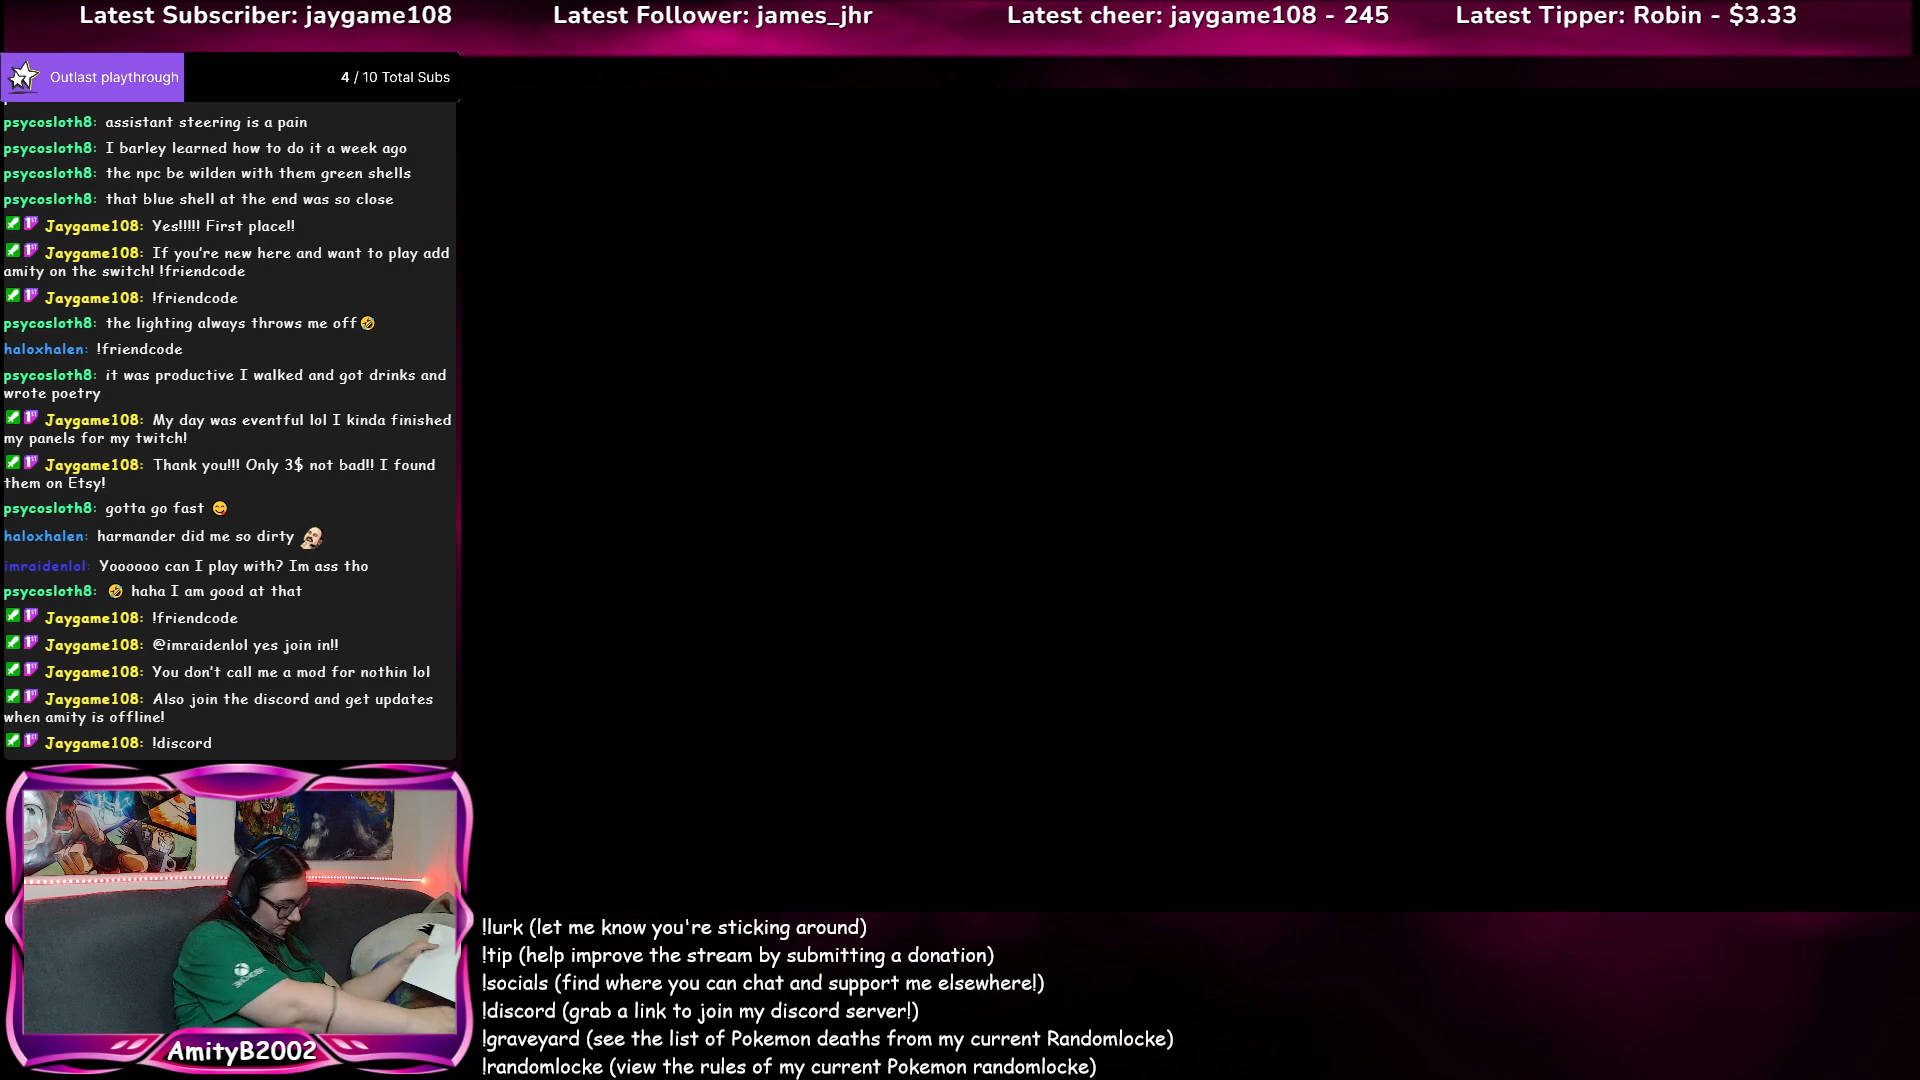 Latest Subscriber: jaygame108
Latest Follower: james_jhr
Latest cheer: jaygame108 - 245
Latest Tipper: Robin - $3.33
Outlast playthrough
4 / 10 Total Subs
psycosloth8: assistant steering is a pain
psycosloth8: I barley learned how to do it a week ago
psycosloth8: the npc be wilden with them green shells
psycosloth8: that blue shell at the end was so close
Jaygame108: Yes!!!!! First place!!
Jaygame108: If you're new here and want to play add
amity on the switch! !friendcode
Jaygame108: !friendcode
psycosloth8: the lighting always throws me off🤣
haloxhalen: !friendcode
psycosloth8: it was productive I walked and got drinks and
wrote poetry
Jaygame108: My day was eventful lol I kinda finished
my panels for my twitch!
Jaygame108: Thank you!!! Only 3$ not bad!! I found
them on Etsy!
psycosloth8: gotta go fast 😋
haloxhalen: harmander did me so dirty
imraidenlol: Yoooooo can I play with? Im ass tho
psycosloth8: 🤣 haha I am good at that
Jaygame108: !friendcode
Jaygame108: @imraidenlol yes join in!!
Jaygame108: You don't call me a mod for nothin lol
Jaygame108: Also join the discord and get updates
when amity is offline!
Jaygame108: !discord
AmityB2002
!lurk (let me know you're sticking around)
!tip (help improve the stream by submitting a donation)
!socials (find where you can chat and support me elsewhere!)
!discord (grab a link to join my discord server!)
!graveyard (see the list of Pokemon deaths from my current Randomlocke)
!randomlocke (view the rules of my current Pokemon randomlocke)